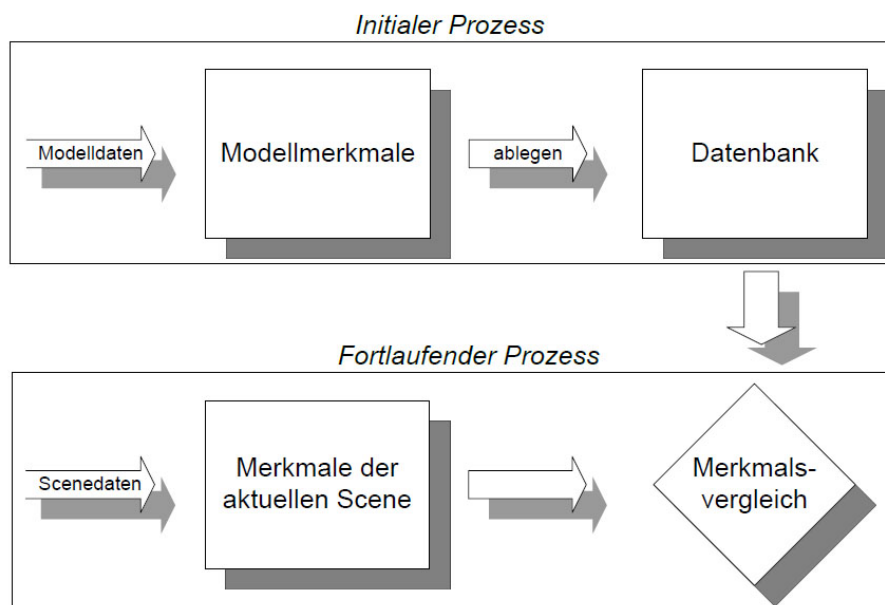 Initialer Prozess
Modelldaten
Modellmerkmale
ablegen
Datenbank
Fortlaufender Prozess
Scenedaten
Merkmale der
aktuellen Scene
Merkmals-
vergleich